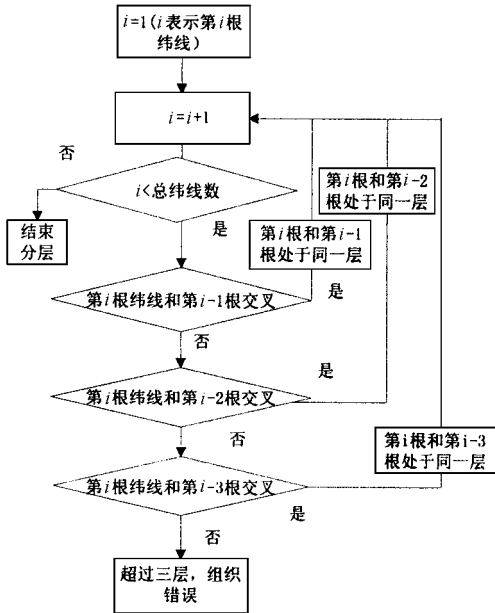 i=1(i表示第i根
纬线）
i=i+1
否
i<总纬线数
第i根和第i-2
根处于同一层
结束
分层
是
第i根和第i-1
根处于同一层
第i根纬线和第i-1根交叉
是
否
是
第i根纬线和第i-2根交叉
否
第i根和第i-3
根处于同一层
第i根纬线和第i-3根交叉
是
否
超过三层，组织
错误